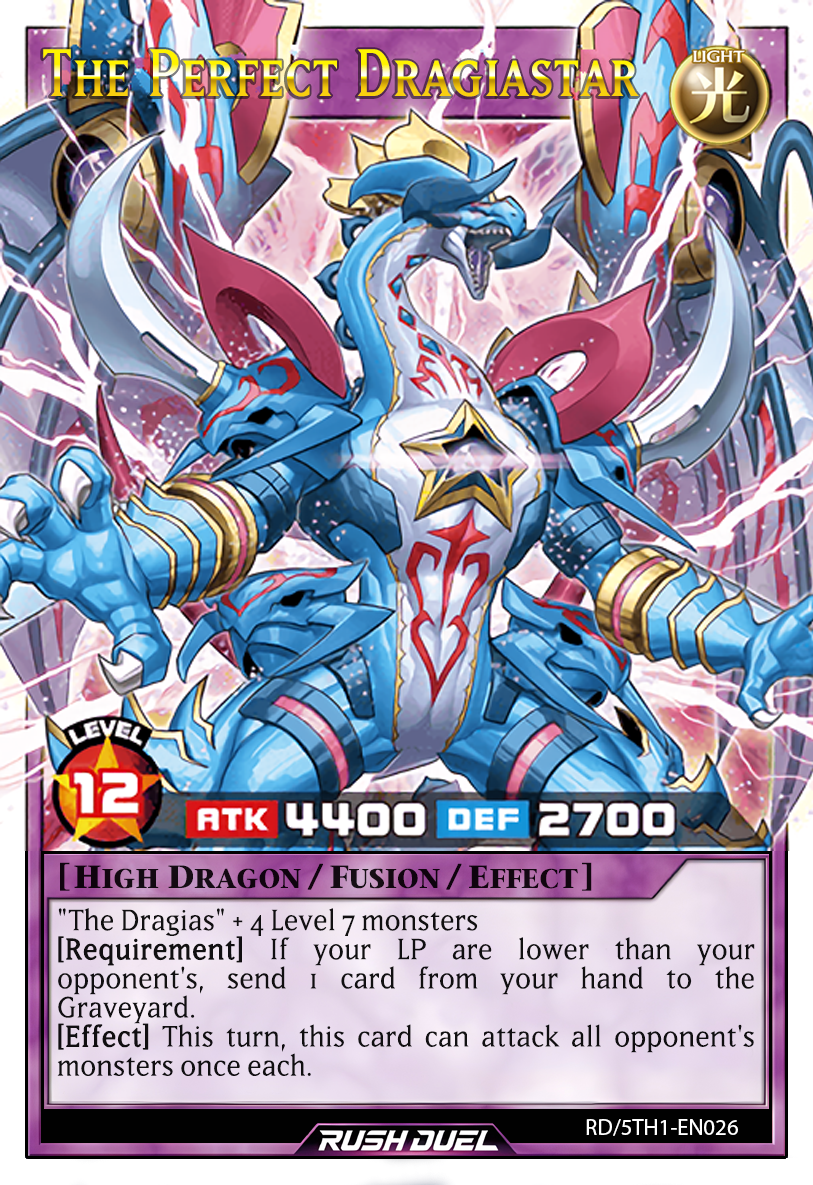 The Perfect Dragiastar
LIGHT
光
LEVEL
12
ATK 4400 DEF 2700
[High Dragon / Fusion / Effect]
"The Dragias" + 4 Level 7 monsters
[Requirement] If your LP are lower than your
opponent's, send 1 card from your hand to the
Graveyard.
[Effect] This turn, this card can attack all opponent's
monsters once each.
RUSH DUEL
RD/5TH1-EN026